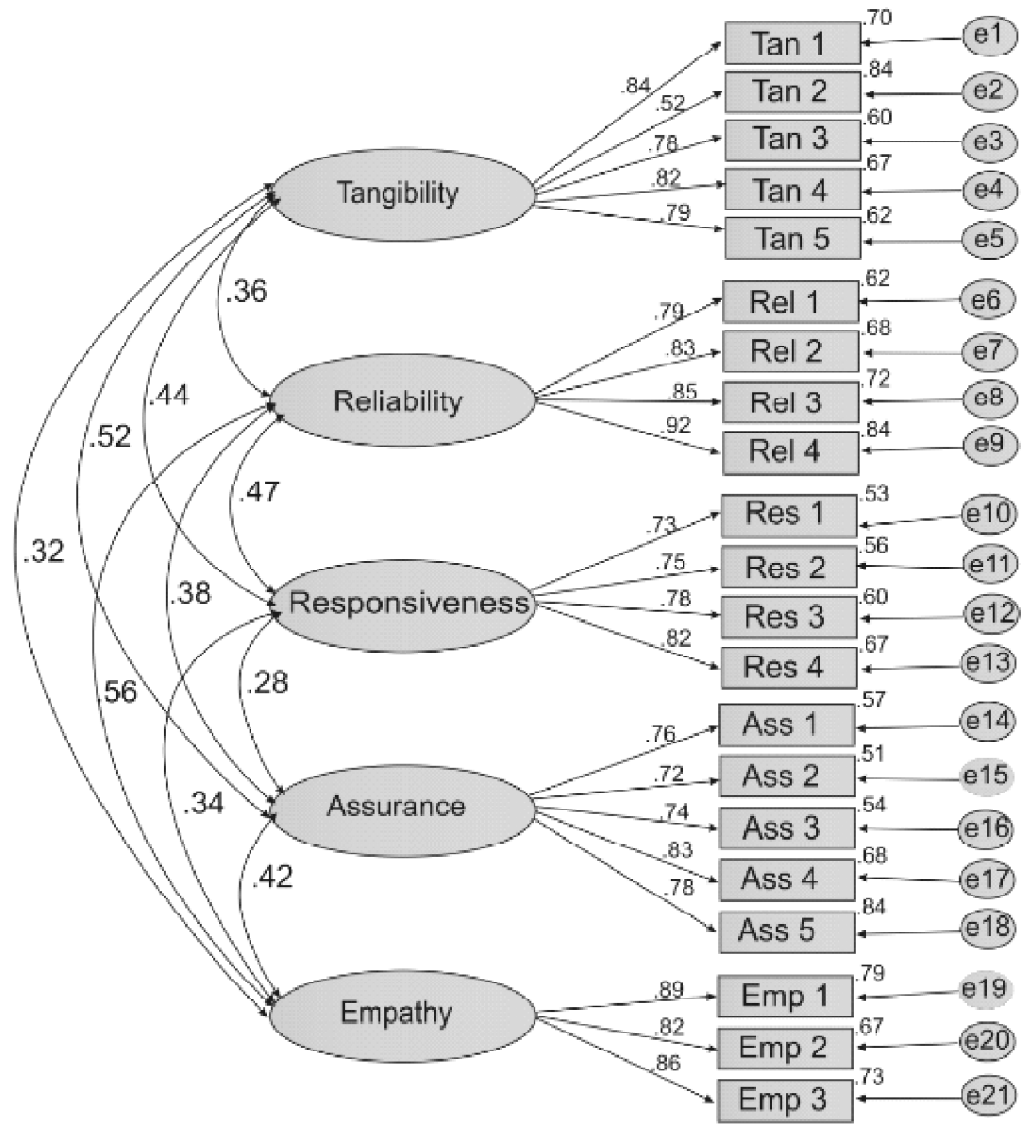 .70
Tan 1
e1
.84
.84
Tan 2
e2
.52
.60
Tan 3
e3
.78
.67
Tan 4
e4
.82
.62
Tan 5
e5
.79
Tangibility
.36
.62
Rel 1
e6
.79
.68
Rel 2
e7
.83
.72
Rel 3
e8
.85
.84
Rel 4
e9
.92
Reliability
.44
.52
.47
.53
Res 1
e10
.73
.56
Res 2
e11
.75
.60
Res 3
e12
.78
.67
Res 4
e13
.82
Responsiveness
.32
.38
.56
.28
.57
Ass 1
e14
.76
.51
Ass 2
e15
.72
.54
Ass 3
e16
.74
.68
Ass 4
e17
.83
.84
Ass 5
e18
.78
Assurance
.34
.42
.79
Emp 1
e19
.89
.67
Emp 2
e20
.82
.73
Emp 3
e21
.86
Empathy